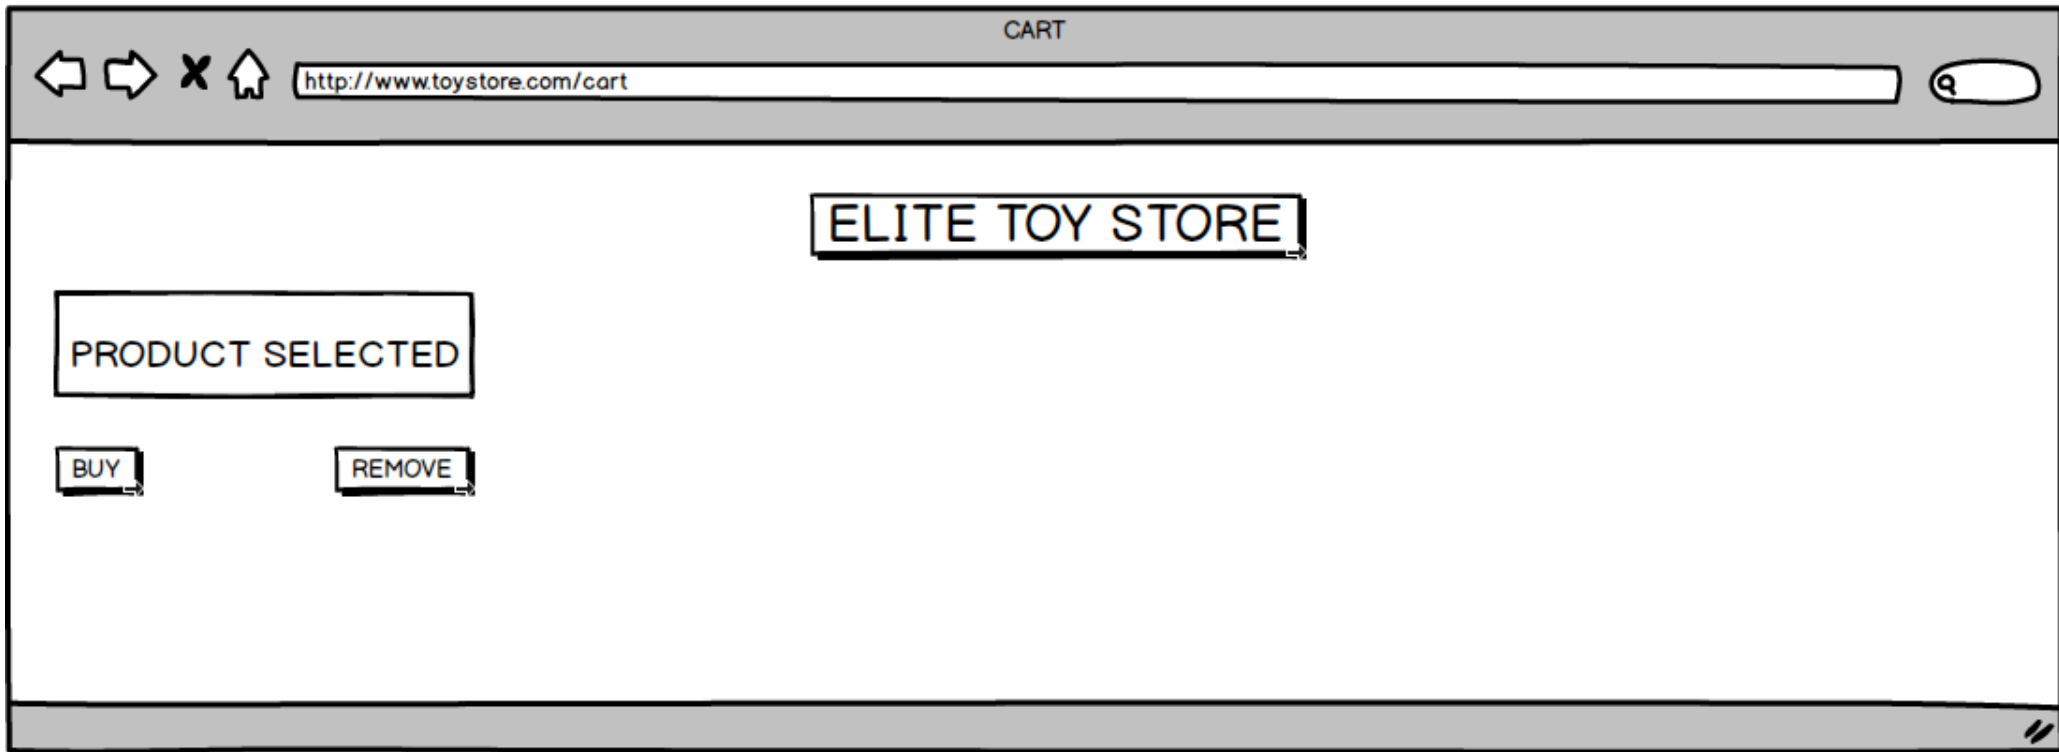 CART
http://www.toystore.com/cart
ELITE TOY STORE
PRODUCT SELECTED
BUY
REMOVE